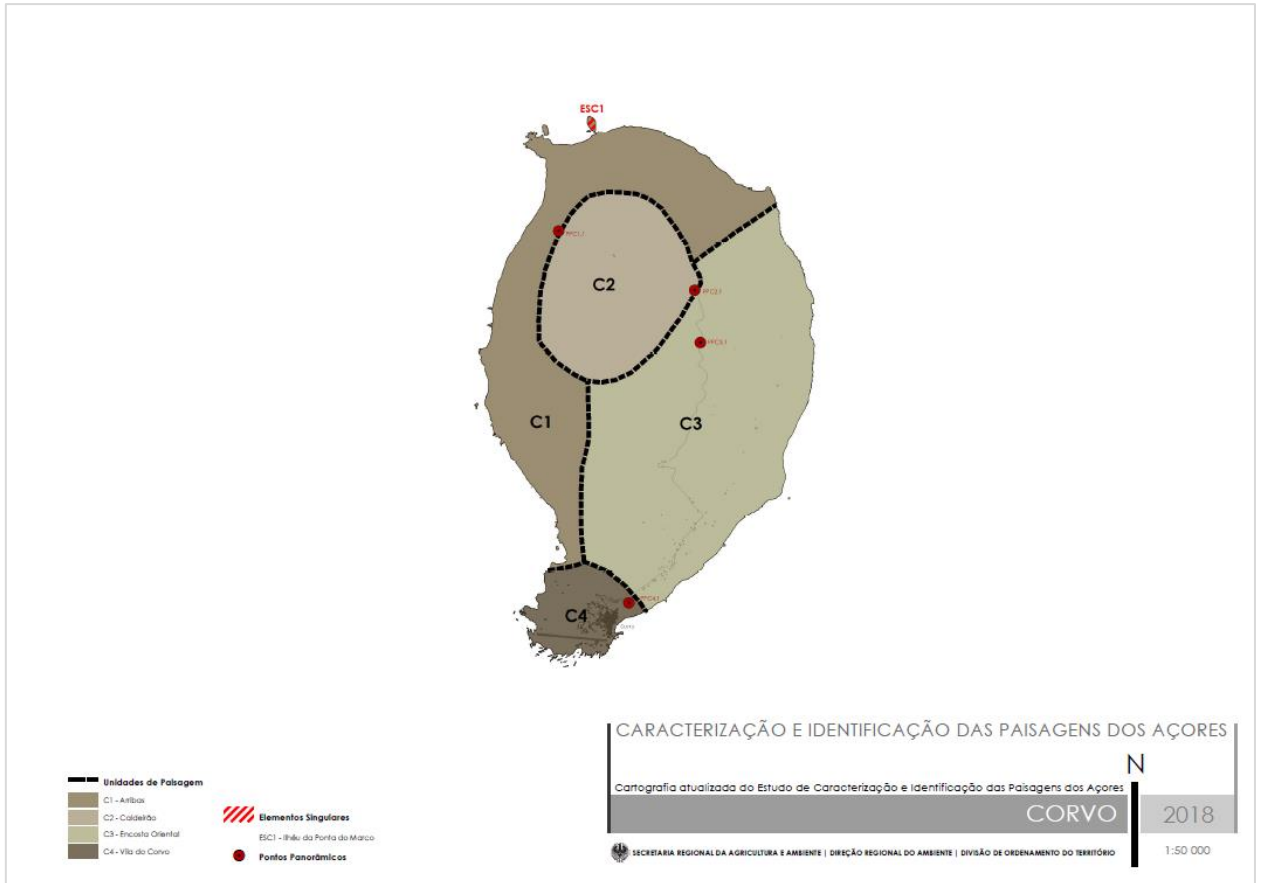 ESC1
PPC1.1
C2
PPC2.1
PPC3.1
C1
C3
PPC4.1
C4
CARACTERIZAÇÃO E IDENTIFICAÇÃO DAS PAISAGENS DOS AÇORES
N
Cartografia atualizada do Estudo de Caracterização e Identificação das Paisagens dos Açores
CORVO
2018
SECRETARIA REGIONAL DA AGRICULTURA E AMBIENTE | DIREÇÃO REGIONAL DO AMBIENTE | DIVISÃO DE ORDENAMENTO DO TERRITÓRIO
1:50 000
Unidades de Paisagem
C1 - Arribas
C2 - Caldeirão
C3 - Encosta Oriental
C4 - Vila do Corvo
Elementos Singulares
ESC1 - Ilhéu da Ponta do Marco
Pontos Panorâmicos